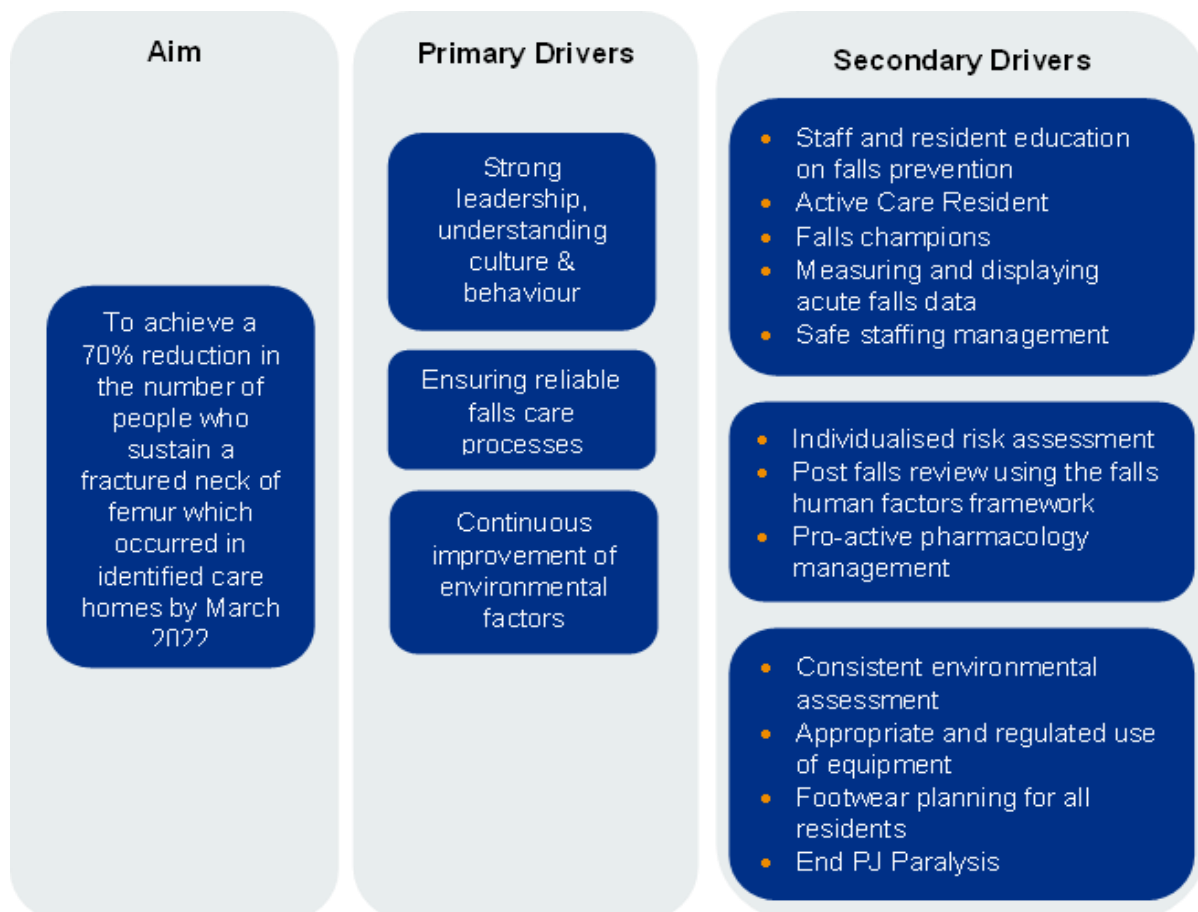 Aim
To achieve a
70% reduction in
the number of
people who
sustain a
fractured neck of
femur which
occurred in
identified care
homes by March
2022
Primary Drivers
Strong
leadership,
understanding
culture &
behaviour
Ensuring reliable
falls care
processes
Continuous
improvement of
environmental
factors
Secondary Drivers
• Staff and resident education
on falls prevention
• Active Care Resident
• Falls champions
• Measuring and displaying
acute falls data
• Safe staffing management
• Individualised risk assessment
• Post falls review using the falls
human factors framework
• Pro-active pharmacology
management
• Consistent environmental
assessment
• Appropriate and regulated use
of equipment
• Footwear planning for all
residents
• End PJ Paralysis